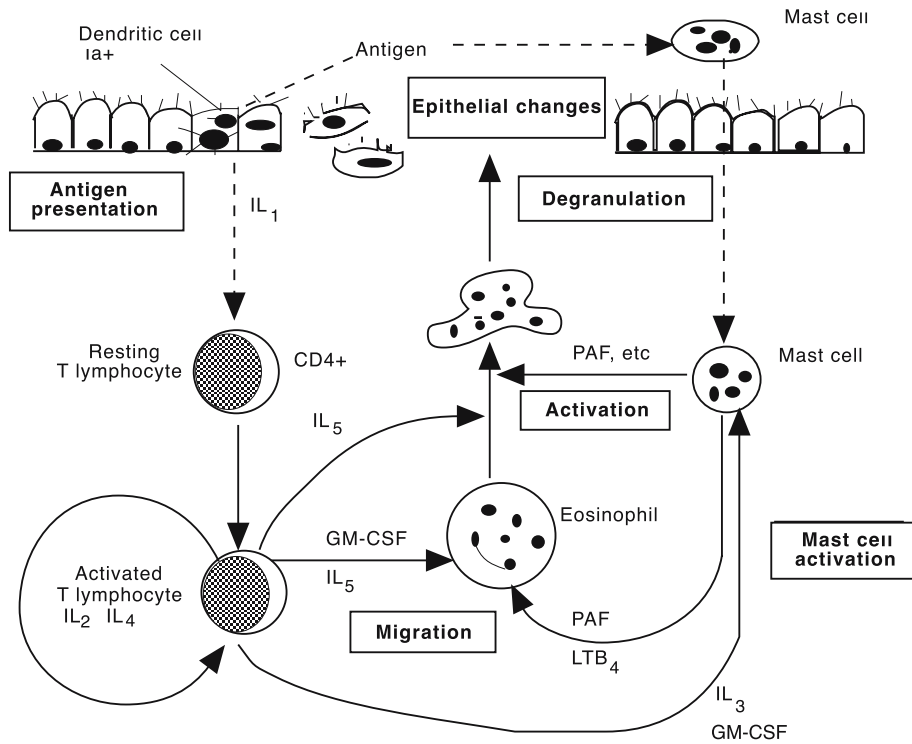 Mast cell
Dendritic cell
Ia+
Antigen
Epithelial changes
Antigen
presentation
IL1
Degranulation
Resting
T lymphocyte
CD4+
PAF, etc
Mast cell
Activation
IL5
Eosinophil
GM-CSF
IL5
Mast cell
activation
Activated
T lymphocyte
IL2 IL4
Migration
PAF
LTB4
IL3
GM-CSF